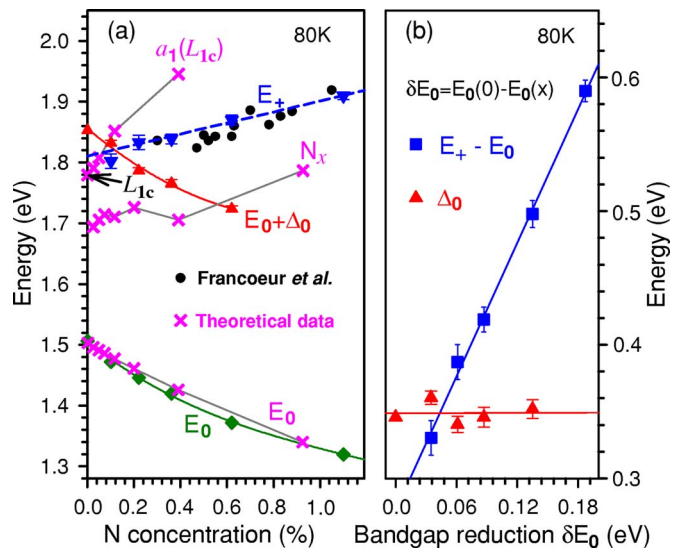 (a)
80K
a₁(L₁c)
E₊
Nₓ
L₁c
E₀+Δ₀
Francoeur et al.
Theoretical data
E₀
E₀
Energy (eV)
2.0
1.9
1.8
1.7
1.6
1.5
1.4
1.3
0.0 0.2 0.4 0.6 0.8 1.0
N concentration (%)
(b)
80K
δE₀=E₀(0)-E₀(x)
E₊ - E₀
Δ₀
0.6
0.5
0.4
0.3
Energy (eV)
0.00 0.06 0.12 0.18
Bandgap reduction δE₀ (eV)